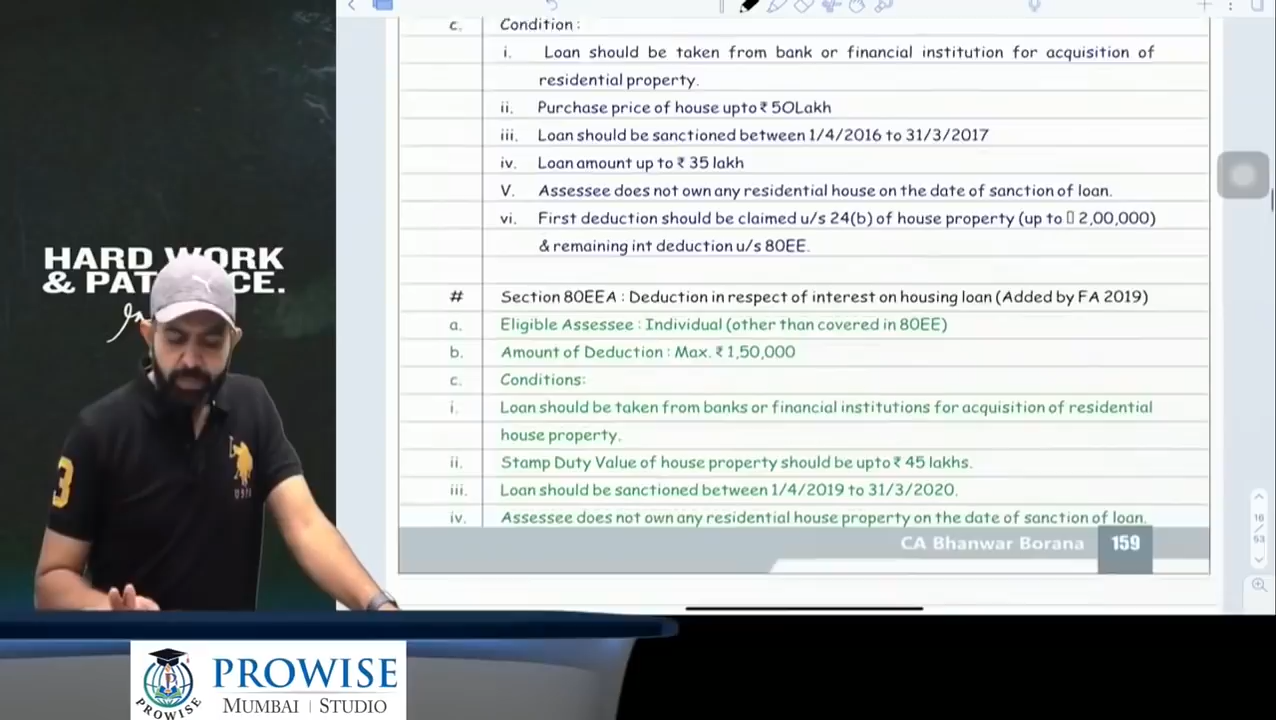 c. Condition :
i. Loan should be taken from bank or financial institution for acquisition of
residential property.
ii. Purchase price of house upto ₹ 50Lakh
iii. Loan should be sanctioned between 1/4/2016 to 31/3/2017
iv. Loan amount up to ₹ 35 lakh
V. Assessee does not own any residential house on the date of sanction of loan.
vi. First deduction should be claimed u/s 24(b) of house property (up to ▯ 2,00,000)
& remaining int deduction u/s 80EE.
# Section 80EEA : Deduction in respect of interest on housing loan (Added by FA 2019)
a. Eligible Assessee : Individual (other than covered in 80EE)
b. Amount of Deduction : Max. ₹ 1,50,000
c. Conditions:
i. Loan should be taken from banks or financial institutions for acquisition of residential
house property.
ii. Stamp Duty Value of house property should be upto ₹ 45 lakhs.
iii. Loan should be sanctioned between 1/4/2019 to 31/3/2020.
iv. Assessee does not own any residential house property on the date of sanction of loan.
CA Bhanwar Borana 159
16
/
53
HARD WORK
& PAT CE.
3
PROWISE
MUMBAI | STUDIO
PROWISE